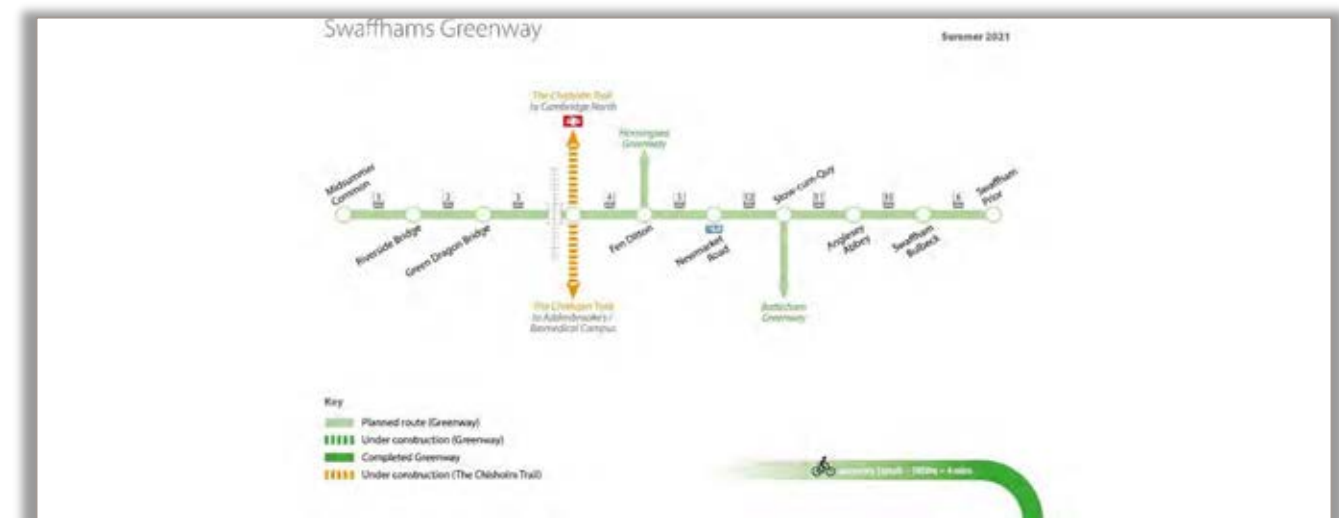 Swaffhams Greenway
Summer 2021
The Chisholm Trail
to Cambridge North
Horningsea
Greenway
Midsummer
Common
Riverside Bridge
Green Dragon Bridge
Fen Ditton
Newmarket
Road
Stow-cum-Quy
Anglesey
Abbey
Swaffham
Bulbeck
Swaffham
Prior
The Chisholm Trail
to Addenbrooke's /
Biomedical Campus
Bottisham
Greenway
Key
Planned route (Greenway)
Under construction (Greenway)
Completed Greenway
Under construction (The Chisholm Trail)